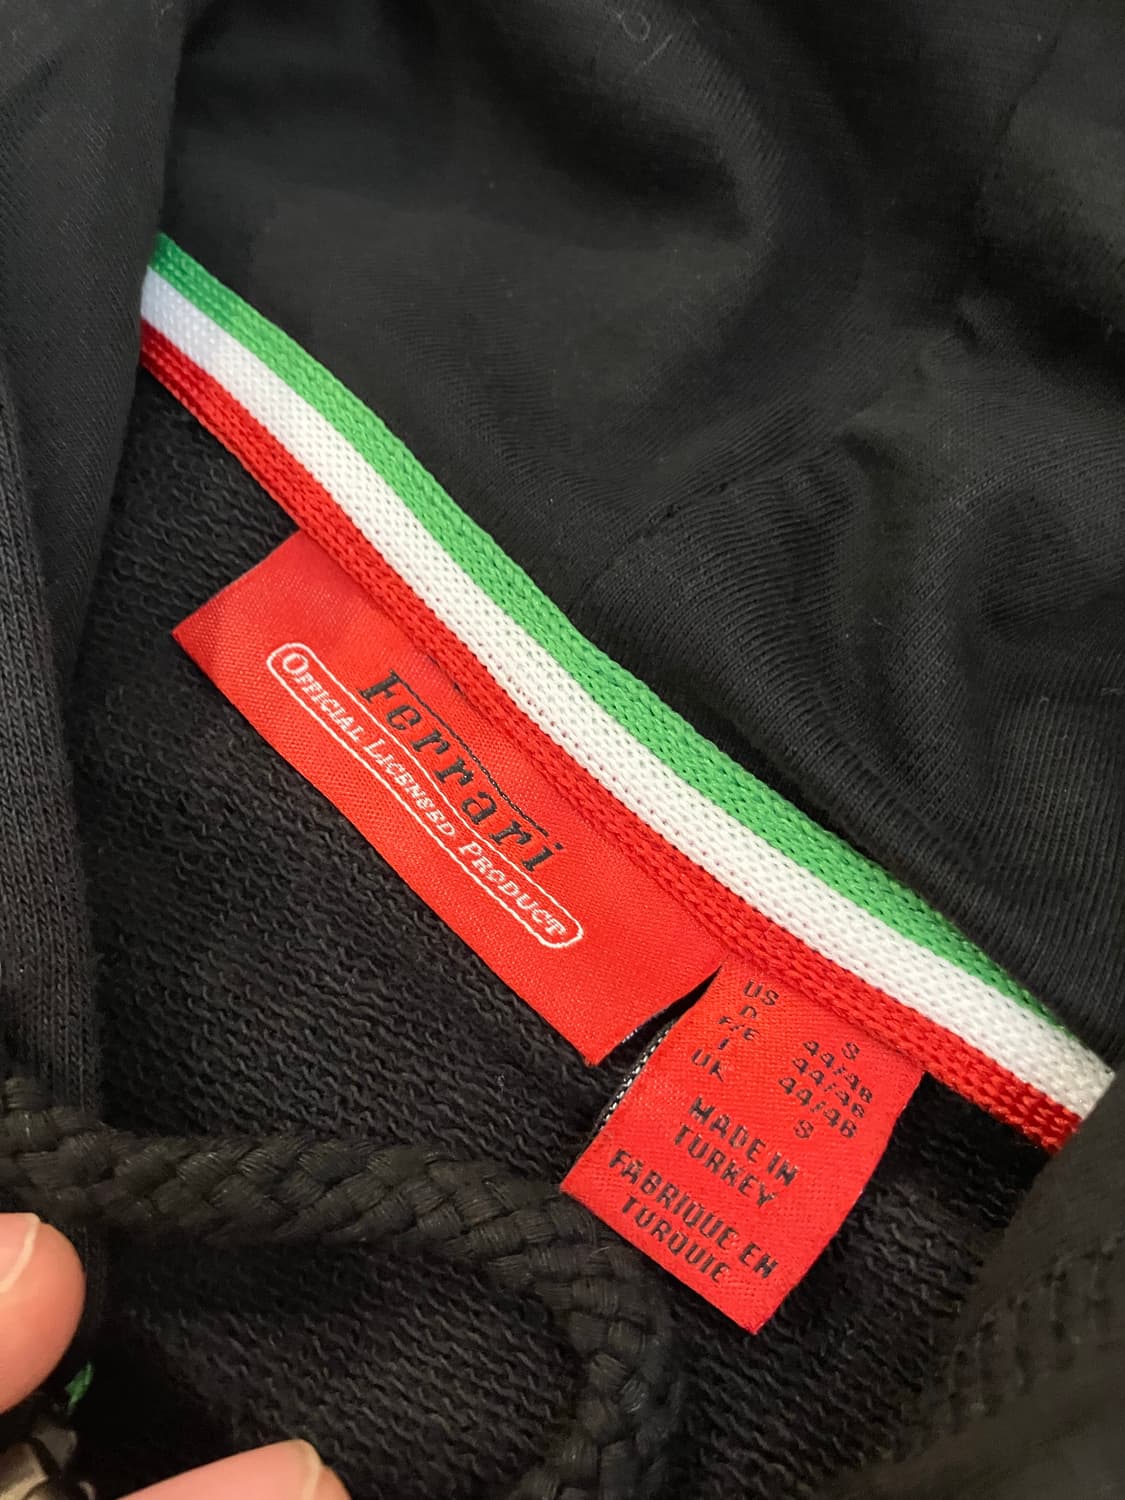 Ferrari
OFFICIAL LICENSED PRODUCT
US S
D 44/46
F/E 44/46
I 44/46
UK S
MADE IN
TURKEY
FABRIQUE EN
TURQUIE